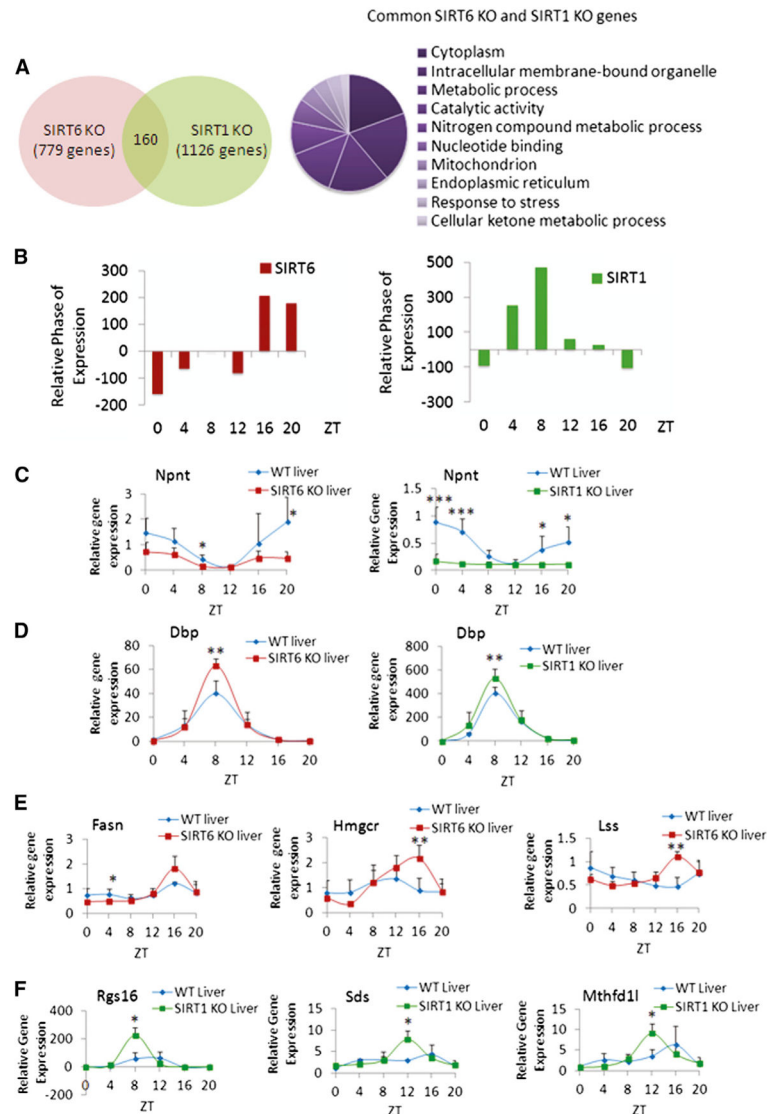 Common SIRT6 KO and SIRT1 KO genes
A
SIRT6 KO
(779 genes)
160
SIRT1 KO
(1126 genes)
Cytoplasm
Intracellular membrane-bound organelle
Metabolic process
Catalytic activity
Nitrogen compound metabolic process
Nucleotide binding
Mitochondrion
Endoplasmic reticulum
Response to stress
Cellular ketone metabolic process
B
Relative Phase of
Expression
300
200
100
0
-100
-200
SIRT6
0 4 8 12 16 20 ZT
Relative Phase of
Expression
500
300
100
-100
-300
SIRT1
0 4 8 12 16 20 ZT
C
Npnt
WT liver
SIRT6 KO liver
Relative gene
expression
3
2
1
0
* *
0 4 8 12 16 20
ZT
Npnt
WT Liver
SIRT1 KO Liver
Relative Gene
Expression
1.5
1
0.5
0
*** *** * *
0 4 8 12 16 20
ZT
D
Dbp
WT liver
SIRT6 KO liver
Relative gene
expression
80
60
40
20
0
**
0 4 8 12 16 20
ZT
Dbp
WT liver
SIRT1 KO liver
Relative gene
expression
800
600
400
200
0
**
0 4 8 12 16 20
ZT
E
Fasn
Relative gene
expression
3
2
1
0
*
0 4 8 12 16 20
ZT
Hmgcr
WT liver
SIRT6 KO liver
Relative gene
expression
4
3
2
1
0
**
0 4 8 12 16 20
ZT
Lss
WT liver
SIRT6 KO liver
Relative gene
expression
1.5
1
0.5
0
**
0 4 8 12 16 20
ZT
WT liver
SIRT6 KO liver
F
Rgs16
WT Liver
SIRT1 KO Liver
Relative Gene
Expression
400
200
0
-200
*
0 4 8 12 16 20
ZT
Sds
WT Liver
SIRT1 KO Liver
Relative Gene
Expression
15
10
5
0
*
0 4 8 12 16 20
ZT
Mthfd1l
WT Liver
SIRT1 KO Liver
Relative Gene
Expression
15
10
5
0
*
0 4 8 12 16 20
ZT